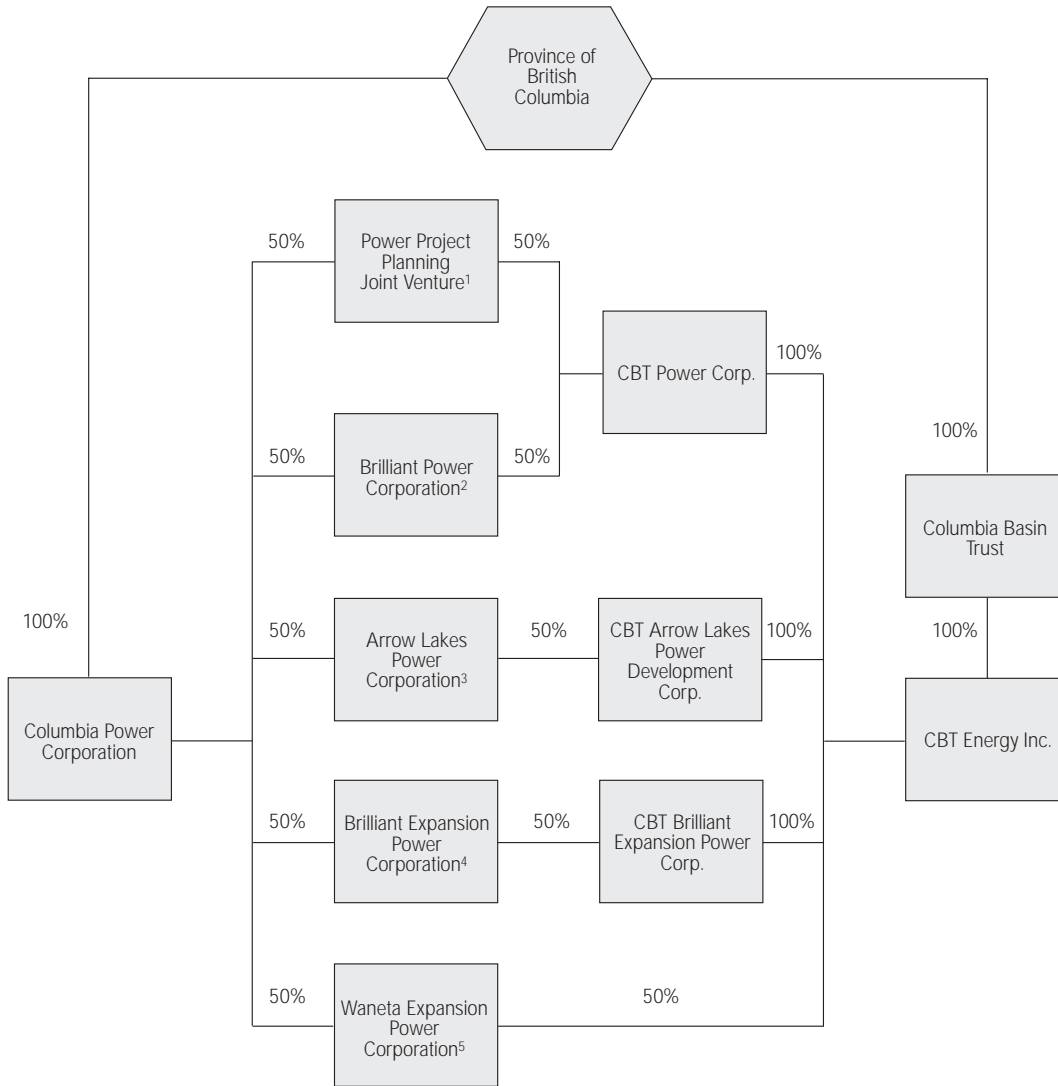 Province of
British
Columbia
50%
Power Project
Planning
Joint Venture¹
50%
CBT Power Corp.
100%
50%
Brilliant Power
Corporation²
50%
100%
Columbia Basin
Trust
100%
50%
Arrow Lakes
Power
Corporation³
50%
CBT Arrow Lakes
Power
Development
Corp.
100%
100%
Columbia Power
Corporation
CBT Energy Inc.
50%
Brilliant Expansion
Power
Corporation⁴
50%
CBT Brilliant
Expansion Power
Corp.
100%
50%
Waneta Expansion
Power
Corporation⁵
50%